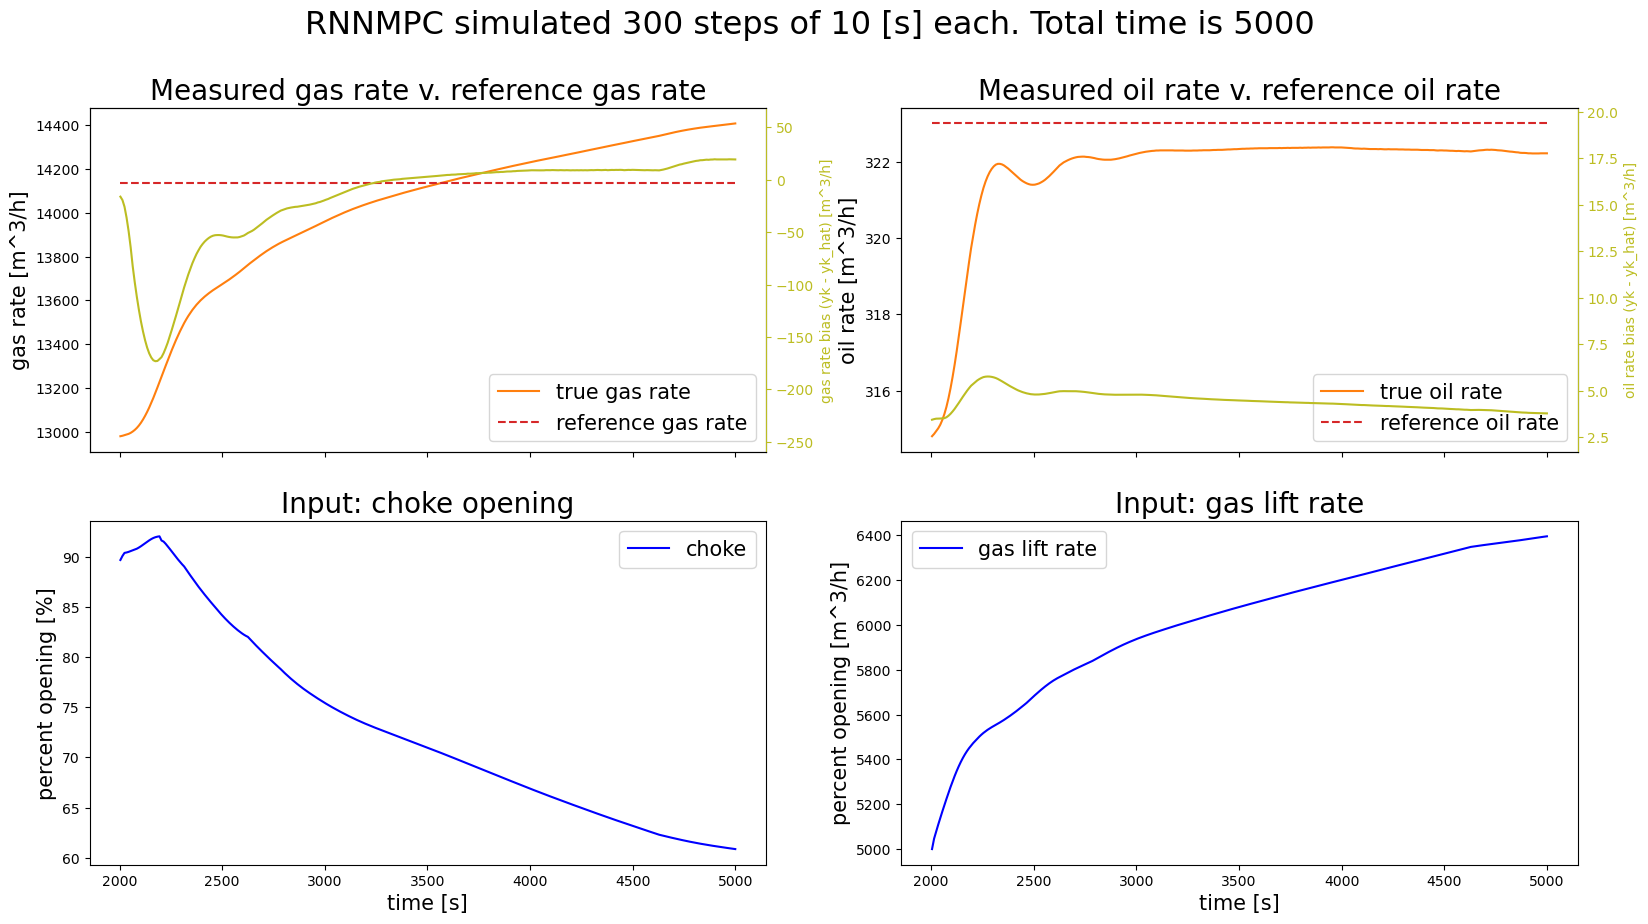 RNNMPC simulated 300 steps of 10 [s] each. Total time is 5000
Measured gas rate v. reference gas rate
gas rate [m^3/h]
14400
14200
14000
13800
13600
13400
13200
13000
50
0
−50
−100
−150
−200
−250
gas rate bias (yk - yk_hat) [m^3/h]
true gas rate
reference gas rate
Measured oil rate v. reference oil rate
oil rate [m^3/h]
322
320
318
316
20.0
17.5
15.0
12.5
10.0
7.5
5.0
2.5
oil rate bias (yk - yk_hat) [m^3/h]
true oil rate
reference oil rate
Input: choke opening
percent opening [%]
90
85
80
75
70
65
60
choke
2000 2500 3000 3500 4000 4500 5000
time [s]
Input: gas lift rate
percent opening [m^3/h]
6400
6200
6000
5800
5600
5400
5200
5000
gas lift rate
2000 2500 3000 3500 4000 4500 5000
time [s]